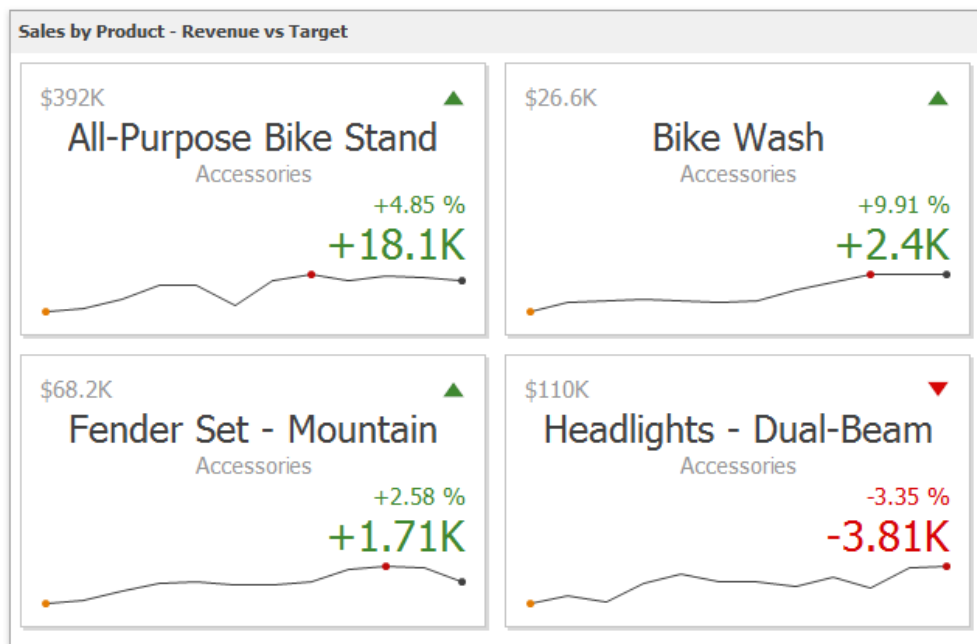 Sales by Product - Revenue vs Target
$392K
All-Purpose Bike Stand
Accessories
+4.85 %
+18.1K
$26.6K
Bike Wash
Accessories
+9.91 %
+2.4K
$68.2K
Fender Set - Mountain
Accessories
+2.58 %
+1.71K
$110K
Headlights - Dual-Beam
Accessories
-3.35 %
-3.81K